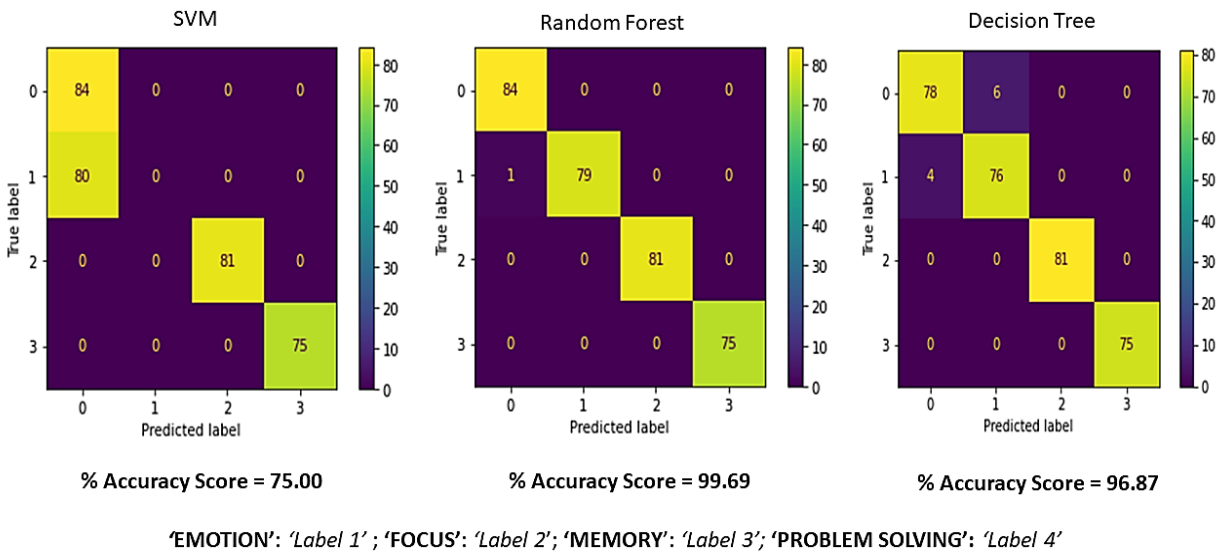 SVM
Random Forest
Decision Tree
0 84 0 0 0
1 80 0 0 0
2 0 0 81 0
3 0 0 0 75
0 1 2 3
True label
Predicted label
80
70
60
50
40
30
20
10
0
0 84 0 0 0
1 1 79 0 0
2 0 0 81 0
3 0 0 0 75
0 1 2 3
True label
Predicted label
80
70
60
50
40
30
20
10
0
0 78 6 0 0
1 4 76 0 0
2 0 0 81 0
3 0 0 0 75
0 1 2 3
True label
Predicted label
80
70
60
50
40
30
20
10
0
% Accuracy Score = 75.00
% Accuracy Score = 99.69
% Accuracy Score = 96.87
‘EMOTION’: ‘Label 1’ ; ‘FOCUS’: ‘Label 2’; ‘MEMORY’: ‘Label 3’; ‘PROBLEM SOLVING’: ‘Label 4’